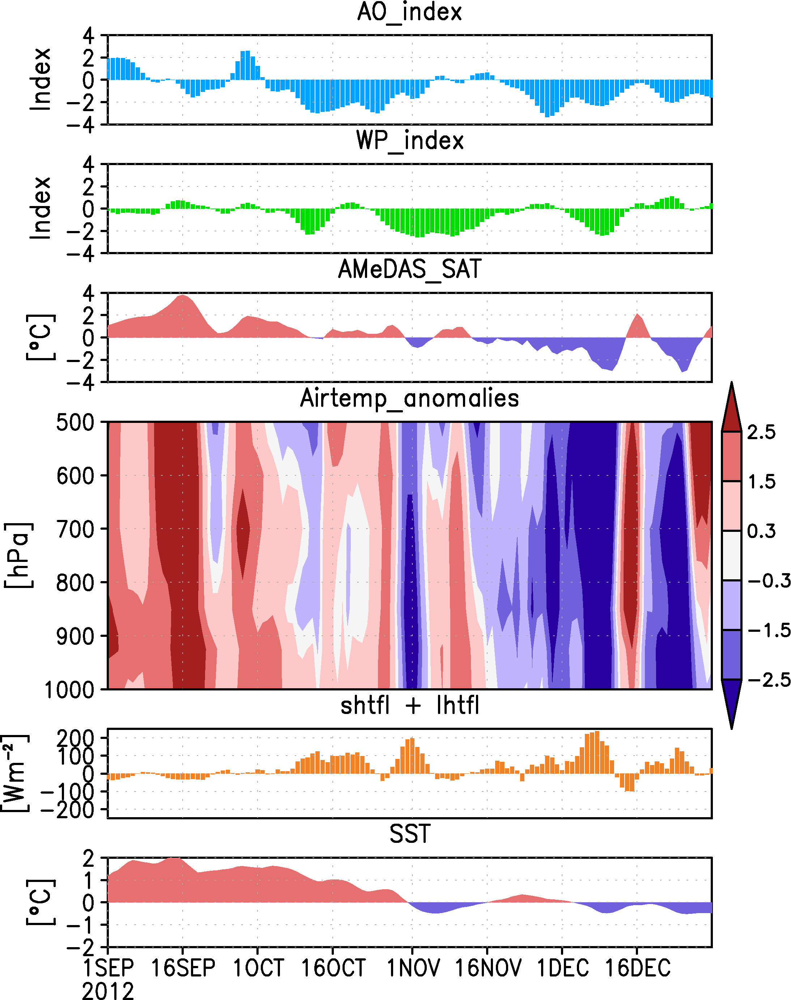 AO_index
Index
4
2
0
−2
−4
WP_index
Index
4
2
0
−2
−4
AMeDAS_SAT
[°C]
4
2
0
−2
−4
Airtemp_anomalies
[hPa]
500
600
700
800
900
1000
2.5
1.5
0.3
−0.3
−1.5
−2.5
shtfl + lhtfl
[Wm⁻²]
200
100
0
−100
−200
SST
[°C]
2
1
0
−1
−2
1SEP 16SEP 1OCT 16OCT 1NOV 16NOV 1DEC 16DEC
2012